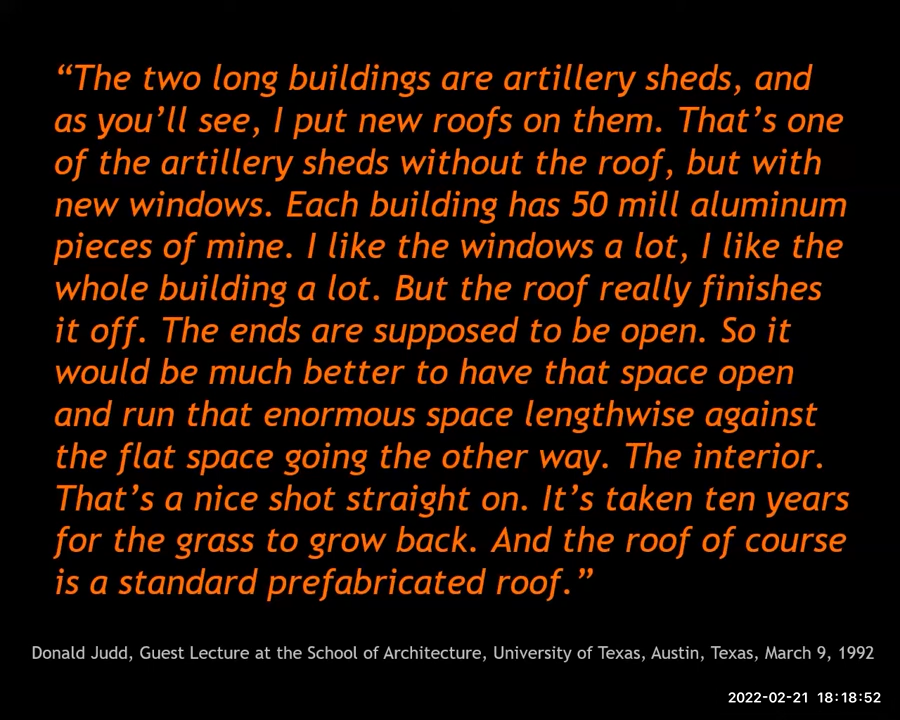 “The two long buildings are artillery sheds, and
as you’ll see, I put new roofs on them. That’s one
of the artillery sheds without the roof, but with
new windows. Each building has 50 mill aluminum
pieces of mine. I like the windows a lot, I like the
whole building a lot. But the roof really finishes
it off. The ends are supposed to be open. So it
would be much better to have that space open
and run that enormous space lengthwise against
the flat space going the other way. The interior.
That’s a nice shot straight on. It’s taken ten years
for the grass to grow back. And the roof of course
is a standard prefabricated roof.”
Donald Judd, Guest Lecture at the School of Architecture, University of Texas, Austin, Texas, March 9, 1992
2022-02-21 18:18:52